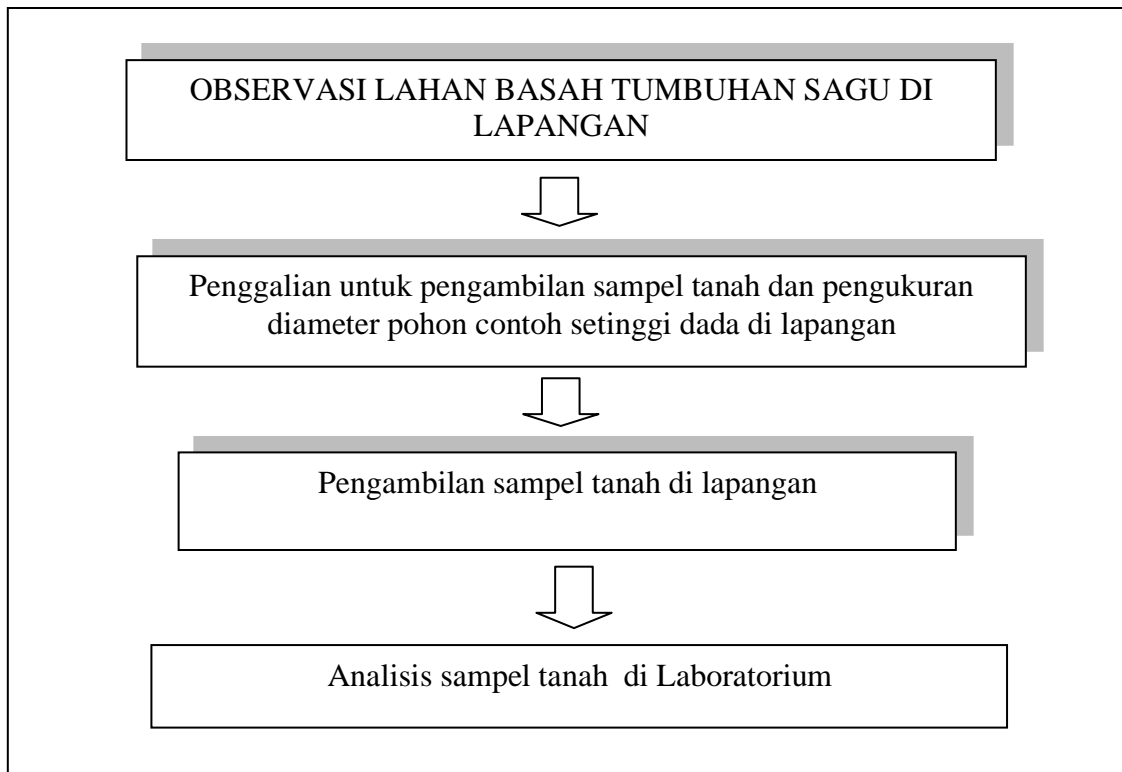 OBSERVASI LAHAN BASAH TUMBUHAN SAGU DI
LAPANGAN
Penggalian untuk pengambilan sampel tanah dan pengukuran
diameter pohon contoh setinggi dada di lapangan
Pengambilan sampel tanah di lapangan
Analisis sampel tanah  di Laboratorium